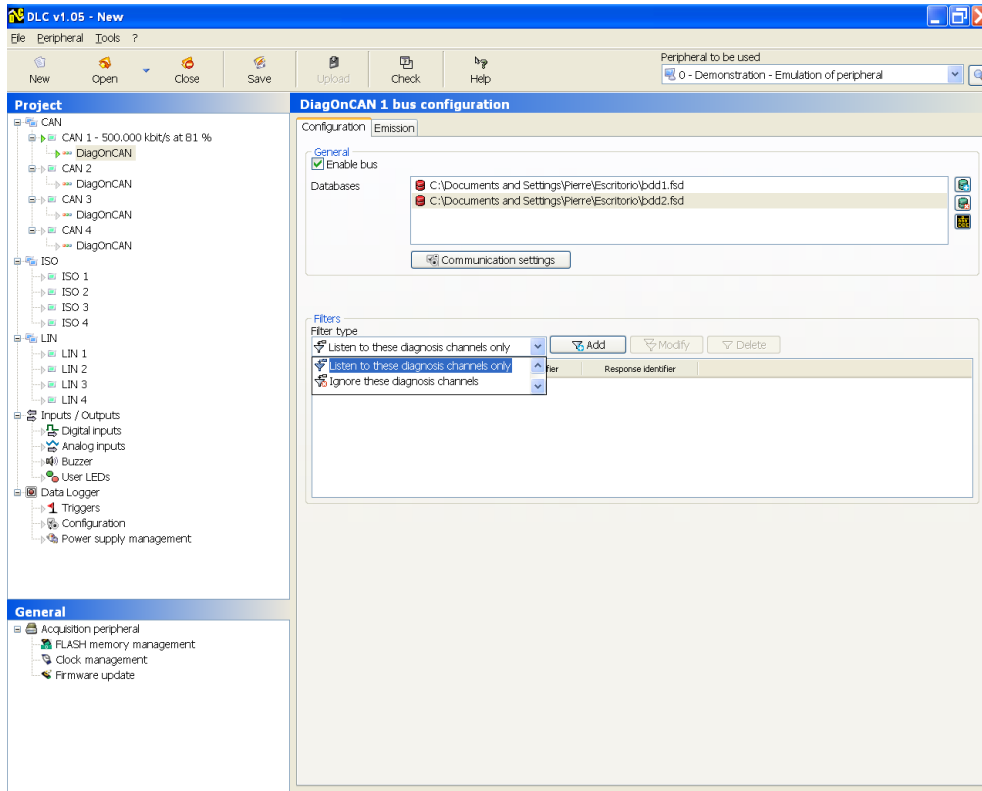 DLC v1.05 - New
File Peripheral Tools ?
New Open Close Save Upload Check Help
Peripheral to be used
0 - Demonstration - Emulation of peripheral
Project
CAN
CAN 1 - 500.000 kbit/s at 81 %
DiagOnCAN
CAN 2
DiagOnCAN
CAN 3
DiagOnCAN
CAN 4
DiagOnCAN
ISO
ISO 1
ISO 2
ISO 3
ISO 4
LIN
LIN 1
LIN 2
LIN 3
LIN 4
Inputs / Outputs
Digital inputs
Analog inputs
Buzzer
User LEDs
Data Logger
Triggers
Configuration
Power supply management
General
Acquisition peripheral
FLASH memory management
Clock management
Firmware update
DiagOnCAN 1 bus configuration
Configuration Emission
General
Enable bus
Databases
C:\Documents and Settings\Pierre\Escritorio\bdd1.fsd
C:\Documents and Settings\Pierre\Escritorio\bdd2.fsd
Communication settings
Filters
Filter type
Listen to these diagnosis channels only Add Modify Delete
Listen to these diagnosis channels only
Ignore these diagnosis channels
fier Response identifier